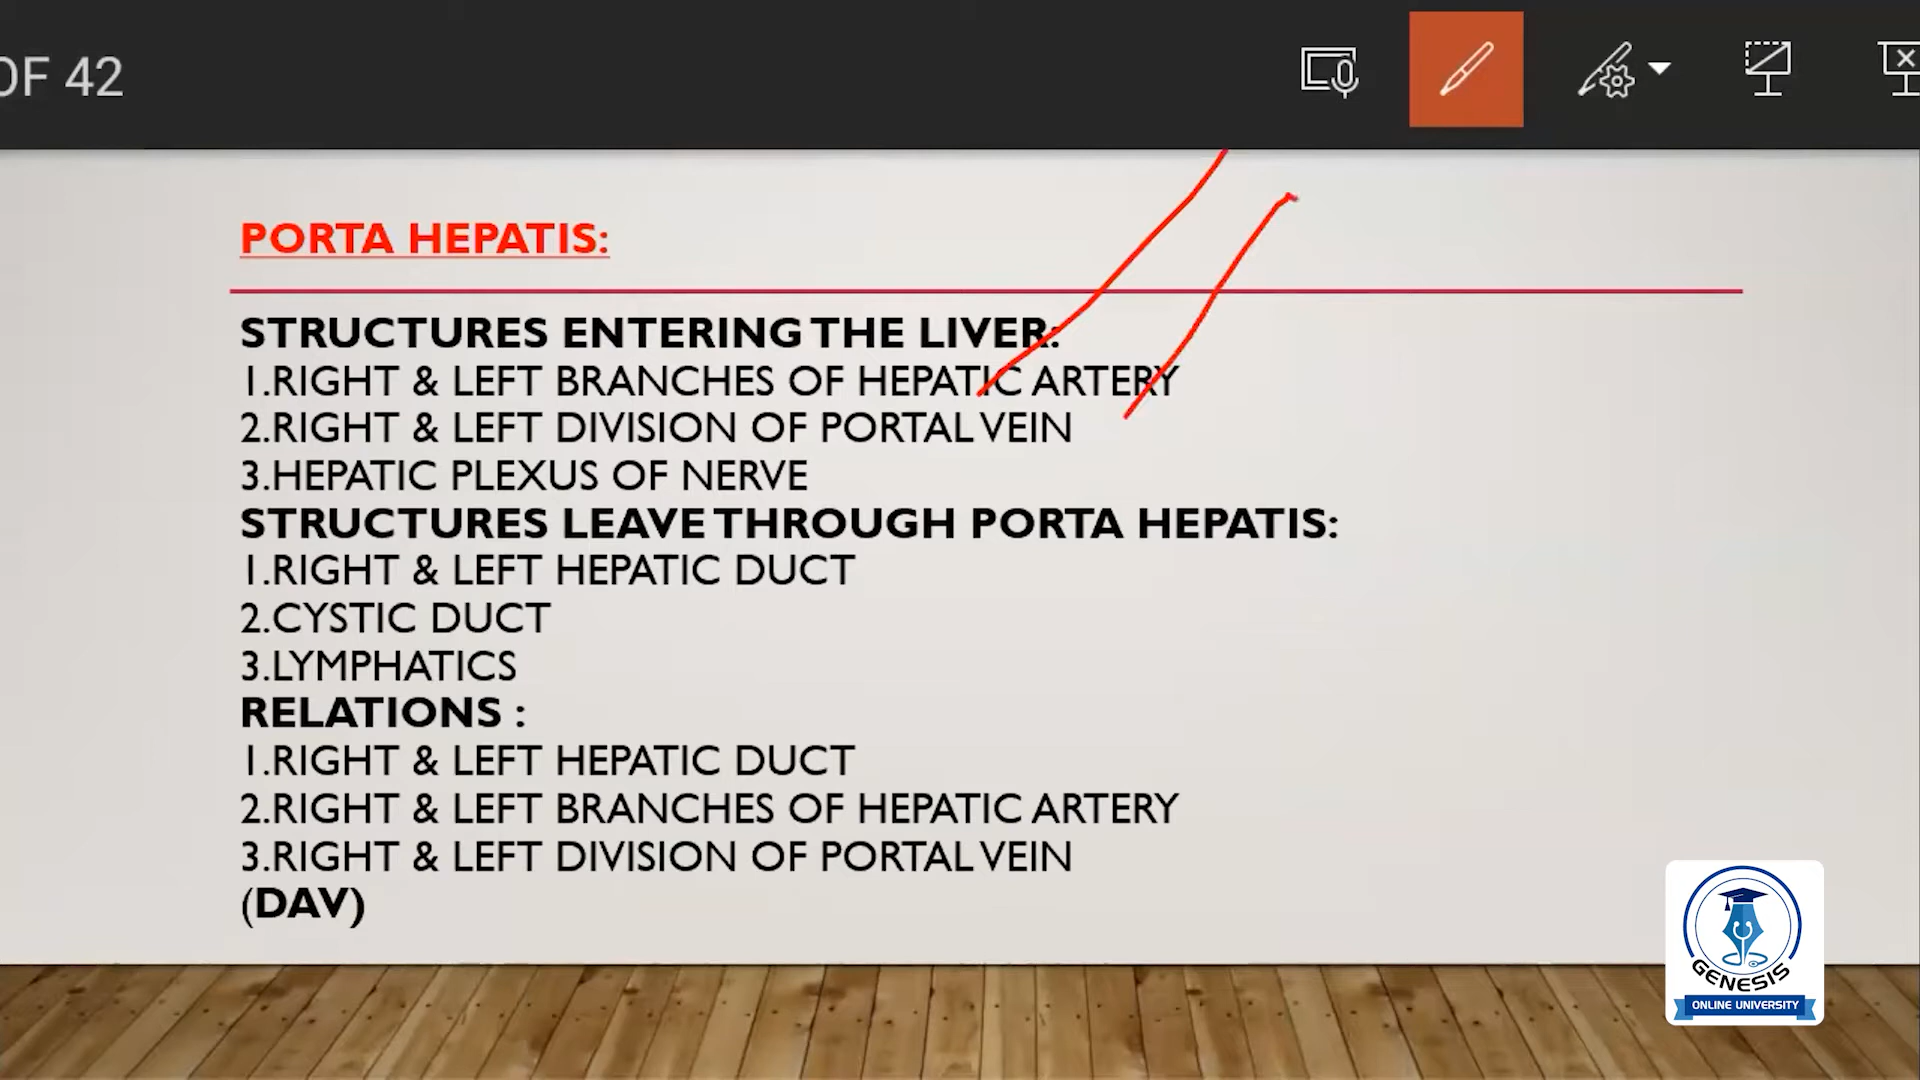 OF 42
PORTA HEPATIS:
STRUCTURES ENTERING THE LIVER:
1.RIGHT & LEFT BRANCHES OF HEPATIC ARTERY
2.RIGHT & LEFT DIVISION OF PORTAL VEIN
3.HEPATIC PLEXUS OF NERVE
STRUCTURES LEAVE THROUGH PORTA HEPATIS:
1.RIGHT & LEFT HEPATIC DUCT
2.CYSTIC DUCT
3.LYMPHATICS
RELATIONS :
1.RIGHT & LEFT HEPATIC DUCT
2.RIGHT & LEFT BRANCHES OF HEPATIC ARTERY
3.RIGHT & LEFT DIVISION OF PORTAL VEIN
(DAV)
GENESIS
ONLINE UNIVERSITY